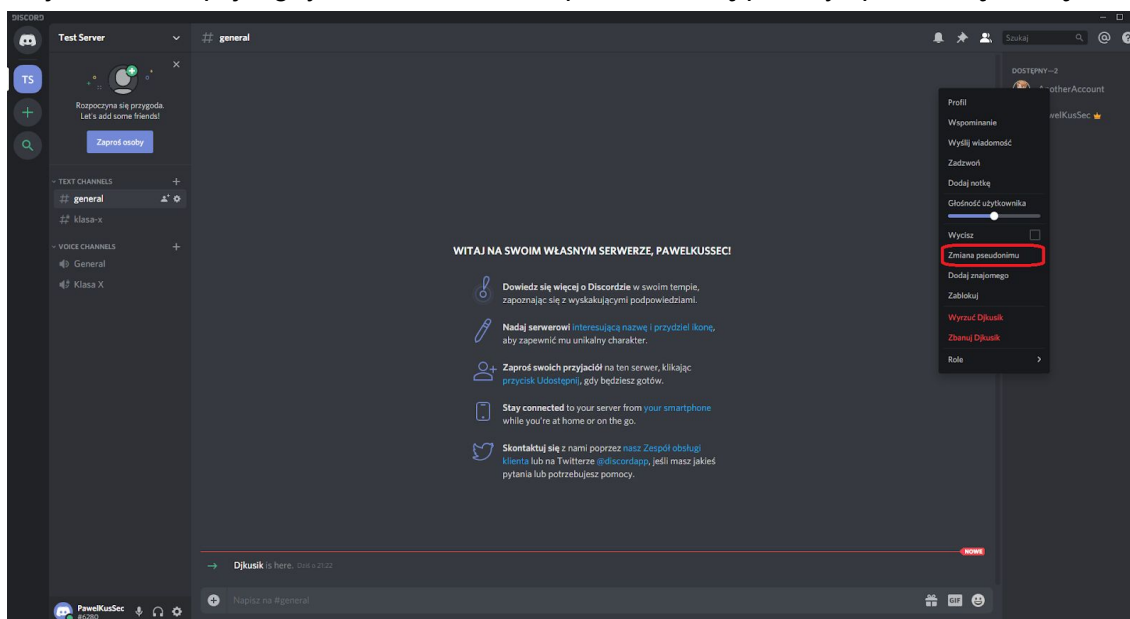 DISCORD
Test Server
# general
Szukaj
TS
Rozpoczyna się przygoda.
Let's add some friends!
Zaproś osoby
TEXT CHANNELS
general
klasa-x
VOICE CHANNELS
General
Klasa X
WITAJ NA SWOIM WŁASNYM SERWERZE, PAWELKUSSEC!
Dowiedz się więcej o Discordzie w swoim tempie,
zapoznając się z wyskakującymi podpowiedziami.
Nadaj serwerowi interesującą nazwę i przydziel ikonę,
aby zapewnić mu unikalny charakter.
Zaproś swoich przyjaciół na ten serwer, klikając
przycisk Udostępnij, gdy będziesz gotów.
Stay connected to your server from your smartphone
while you're at home or on the go.
Skontaktuj się z nami poprzez nasz Zespół obsługi
klienta lub na Twitterze @discordapp, jeśli masz jakieś
pytania lub potrzebujesz pomocy.
NOWE
Djkusik is here. Dziś o 21:22
Napisz na #general
GIF
PawelKusSec
#6280
DOSTĘPNY—2
otherAccount
welKusSec
Profil
Wspominanie
Wyślij wiadomość
Zadzwoń
Dodaj notkę
Głośność użytkownika
Wycisz
Zmiana pseudonimu
Dodaj znajomego
Zablokuj
Wyrzuć Djkusik
Zbanuj Djkusik
Role